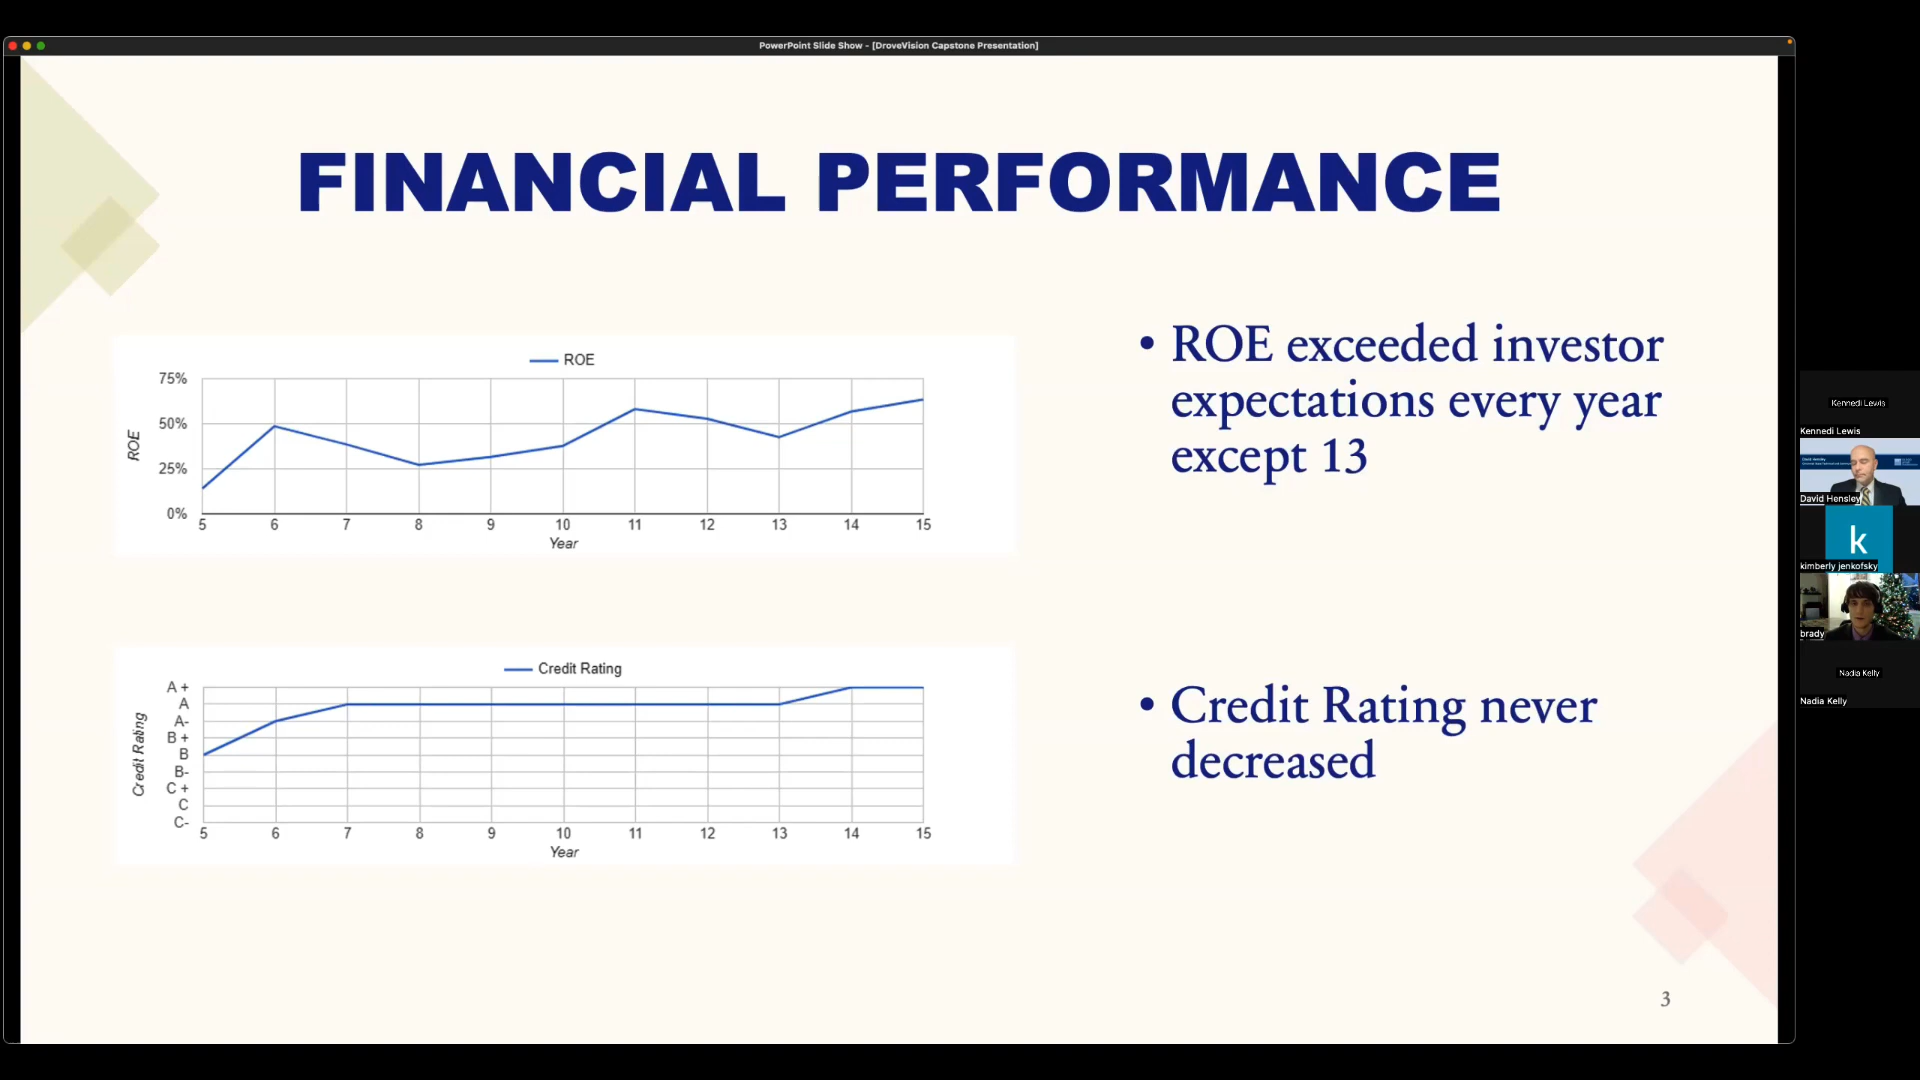 PowerPoint Slide Show - [DroveVision Capstone Presentation]
FINANCIAL PERFORMANCE
ROE
75%
50%
25%
0%
ROE
5 6 7 8 9 10 11 12 13 14 15
Year
• ROE exceeded investor
expectations every year
except 13
Credit Rating
A +
A
A-
B +
B
B-
C +
C
C-
Credit Rating
5 6 7 8 9 10 11 12 13 14 15
Year
• Credit Rating never
decreased
3
Kennedi Lewis
Kennedi Lewis
David Hensley
k
kimberly jenkofsky
brady
Nadia Kelly
Nadia Kelly